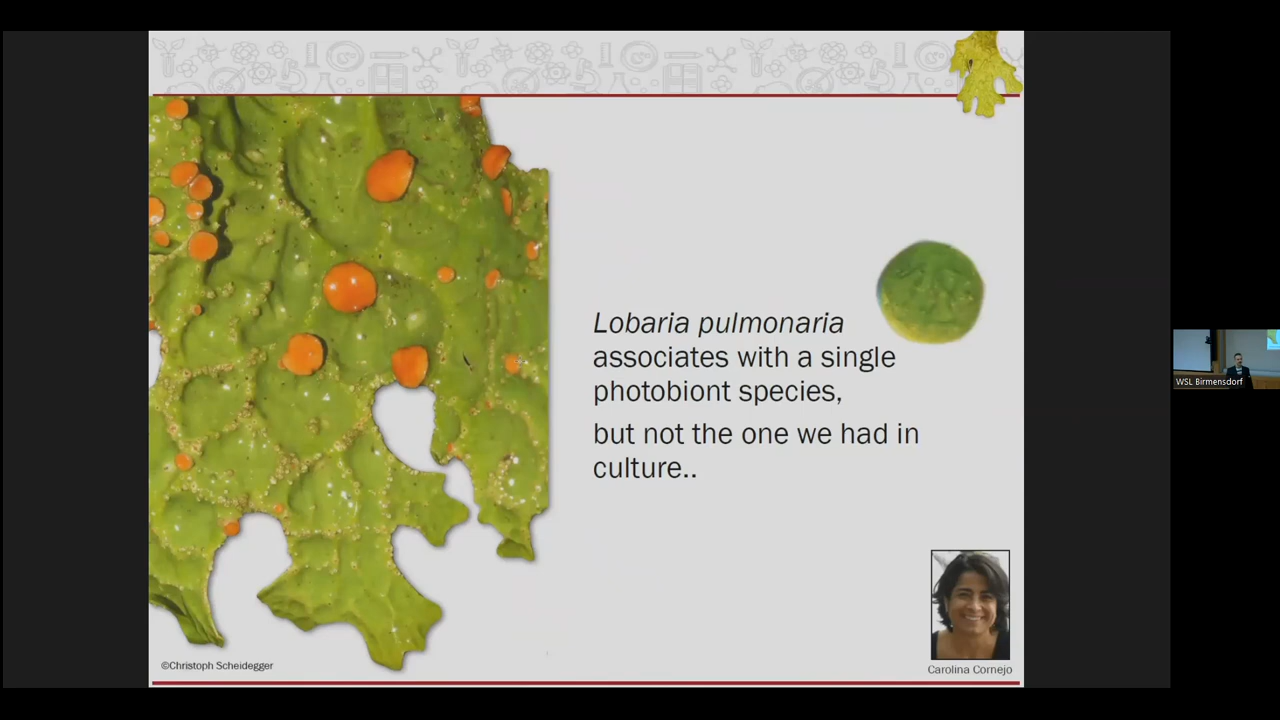 Lobaria pulmonaria
associates with a single
photobiont species,
but not the one we had in
culture..
WSL Birmensdorf
©Christoph Scheidegger
Carolina Cornejo